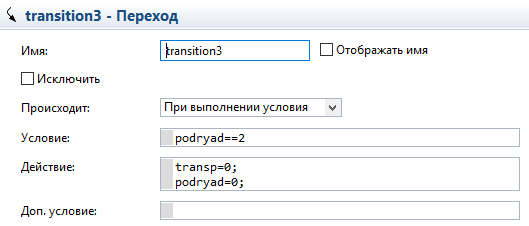 transition3 - Переход
Имя: transition3 Отображать имя
Исключить
Происходит: При выполнении условия
Условие: podryad==2
Действие: transp=0;
podryad=0;
Доп. условие: